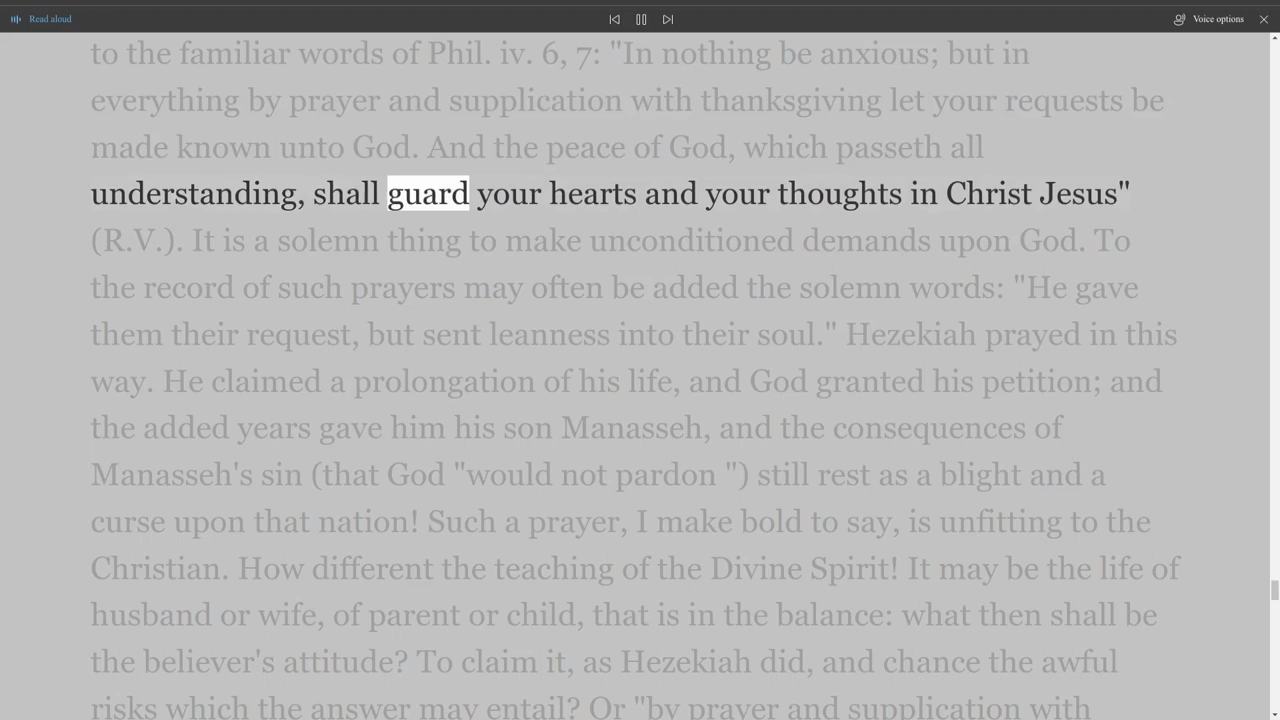 Read aloud
Voice options
to the familiar words of Phil. iv. 6, 7: "In nothing be anxious; but in
everything by prayer and supplication with thanksgiving let your requests be
made known unto God. And the peace of God, which passeth all
understanding, shall guard your hearts and your thoughts in Christ Jesus"
(R.V.). It is a solemn thing to make unconditioned demands upon God. To
the record of such prayers may often be added the solemn words: "He gave
them their request, but sent leanness into their soul." Hezekiah prayed in this
way. He claimed a prolongation of his life, and God granted his petition; and
the added years gave him his son Manasseh, and the consequences of
Manasseh's sin (that God "would not pardon ") still rest as a blight and a
curse upon that nation! Such a prayer, I make bold to say, is unfitting to the
Christian. How different the teaching of the Divine Spirit! It may be the life of
husband or wife, of parent or child, that is in the balance: what then shall be
the believer's attitude? To claim it, as Hezekiah did, and chance the awful
risks which the answer may entail? Or "by prayer and supplication with